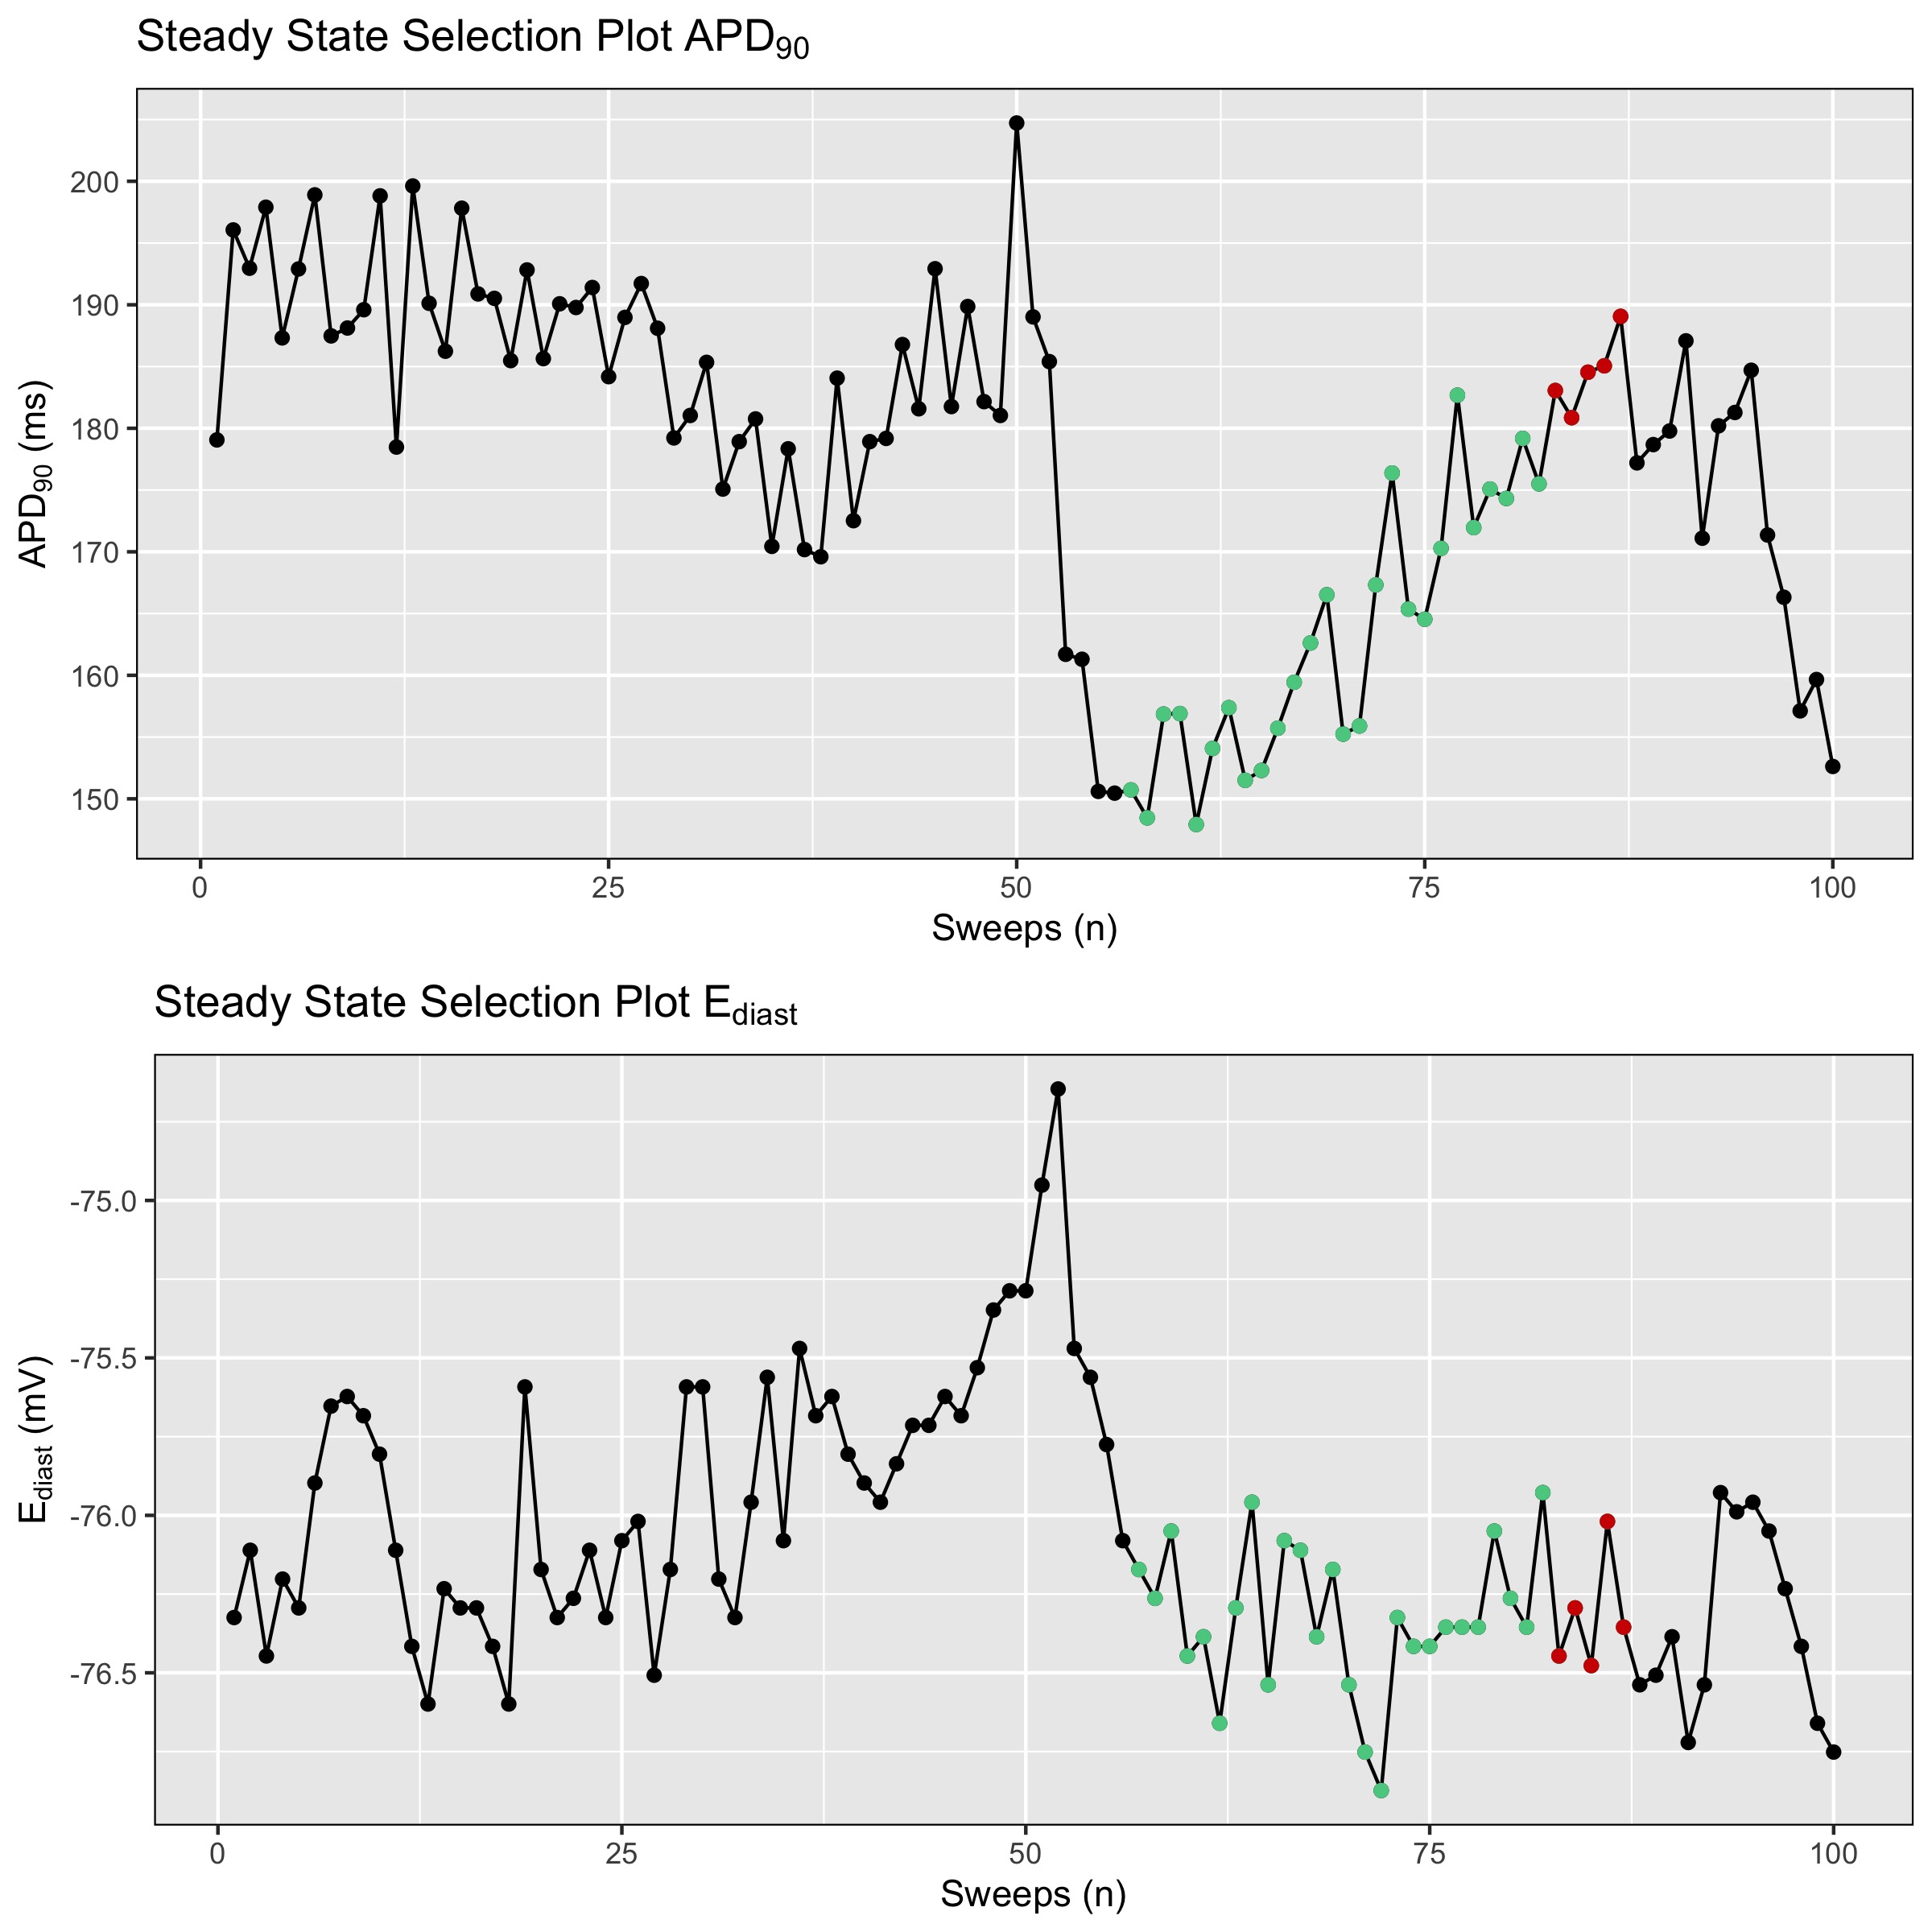 Steady State Selection Plot APD90
200
190
180
170
160
150
APD90 (ms)
0 25 50 75 100
Sweeps (n)
Steady State Selection Plot Ediast
-75.0
-75.5
-76.0
-76.5
Ediast (mV)
0 25 50 75 100
Sweeps (n)